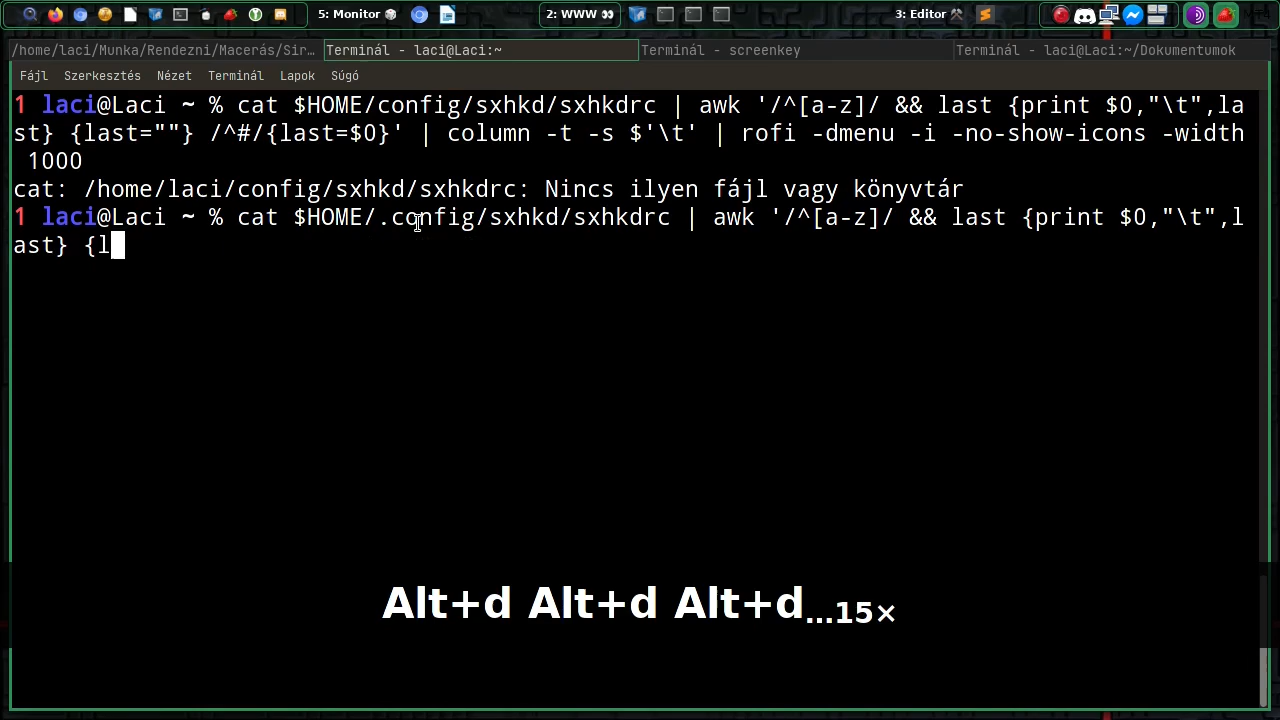 5: Monitor
2: WWW
3: Editor
/home/laci/Munka/Rendezni/Macerás/Sir…
Terminál - laci@Laci:~
Terminál - screenkey
Terminál - laci@Laci:~/Dokumentumok
Fájl Szerkesztés Nézet Terminál Lapok Súgó
1 laci@Laci ~ % cat $HOME/config/sxhkd/sxhkdrc | awk '/^[a-z]/ && last {print $0,"\t",la
st} {last=""} /^#/{last=$0}' | column -t -s $'\t' | rofi -dmenu -i -no-show-icons -width
1000
cat: /home/laci/config/sxhkd/sxhkdrc: Nincs ilyen fájl vagy könyvtár
1 laci@Laci ~ % cat $HOME/.config/sxhkd/sxhkdrc | awk '/^[a-z]/ && last {print $0,"\t",l
ast} {l
Alt+d Alt+d Alt+d…15×